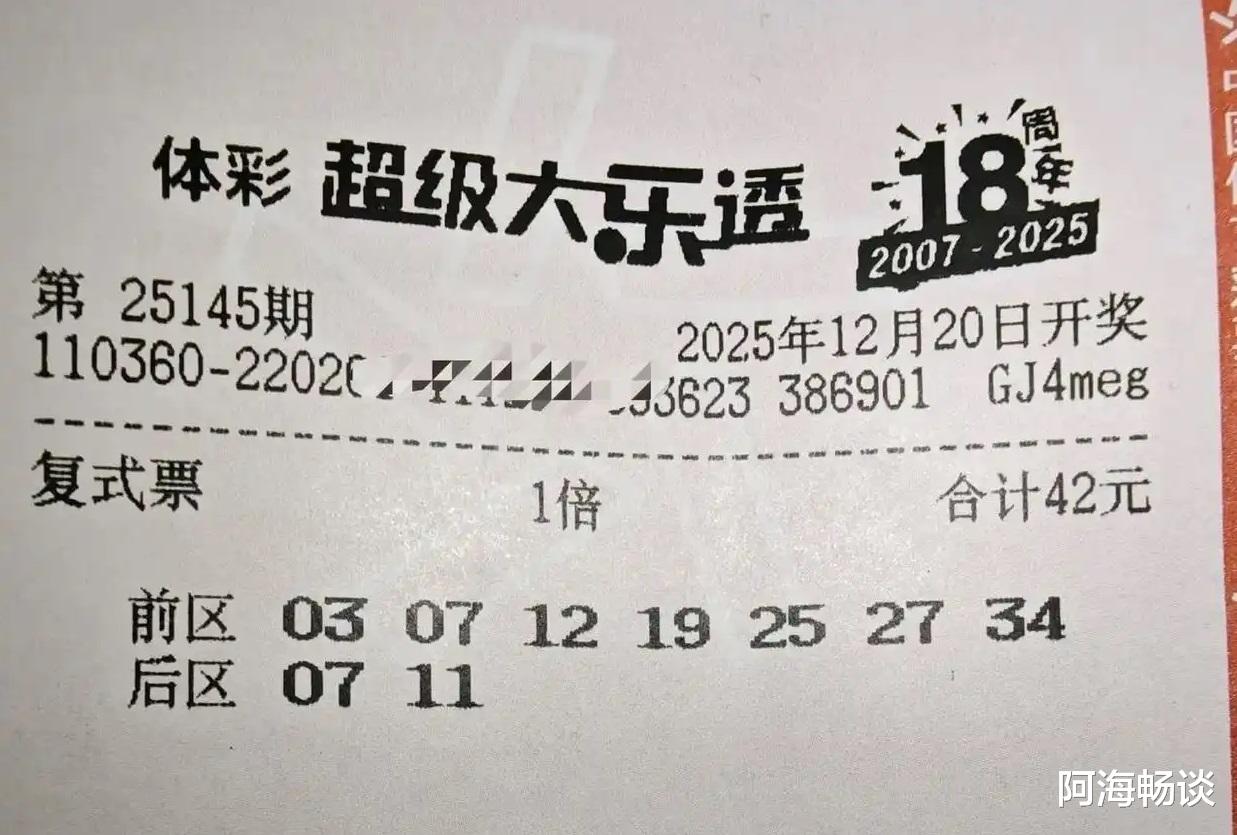 体彩 超级大乐透 18周年
2007-2025
第 25145期
2025年12月20日开奖
110360-2202 3623 386901 GJ4meg
复式票 1倍 合计42元
前区 03 07 12 19 25 27 34
后区 07 11
阿海畅谈